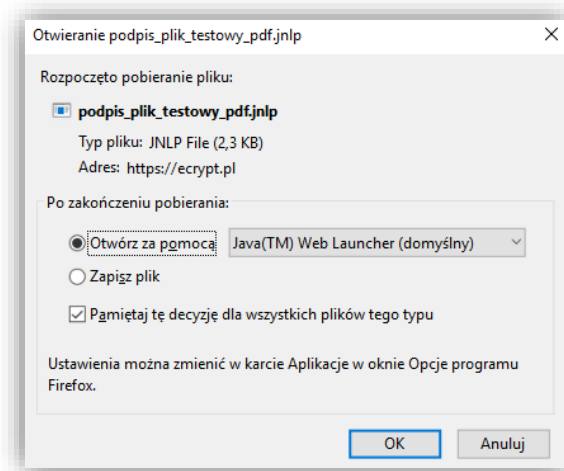 Otwieranie podpis_plik_testowy_pdf.jnlp
Rozpoczęto pobieranie pliku:
podpis_plik_testowy_pdf.jnlp
Typ pliku: JNLP File (2,3 KB)
Adres: https://ecrypt.pl
Po zakończeniu pobierania:
Otwórz za pomocą Java(TM) Web Launcher (domyślny)
Zapisz plik
Pamiętaj tę decyzję dla wszystkich plików tego typu
Ustawienia można zmienić w karcie Aplikacje w oknie Opcje programu
Firefox.
OK Anuluj